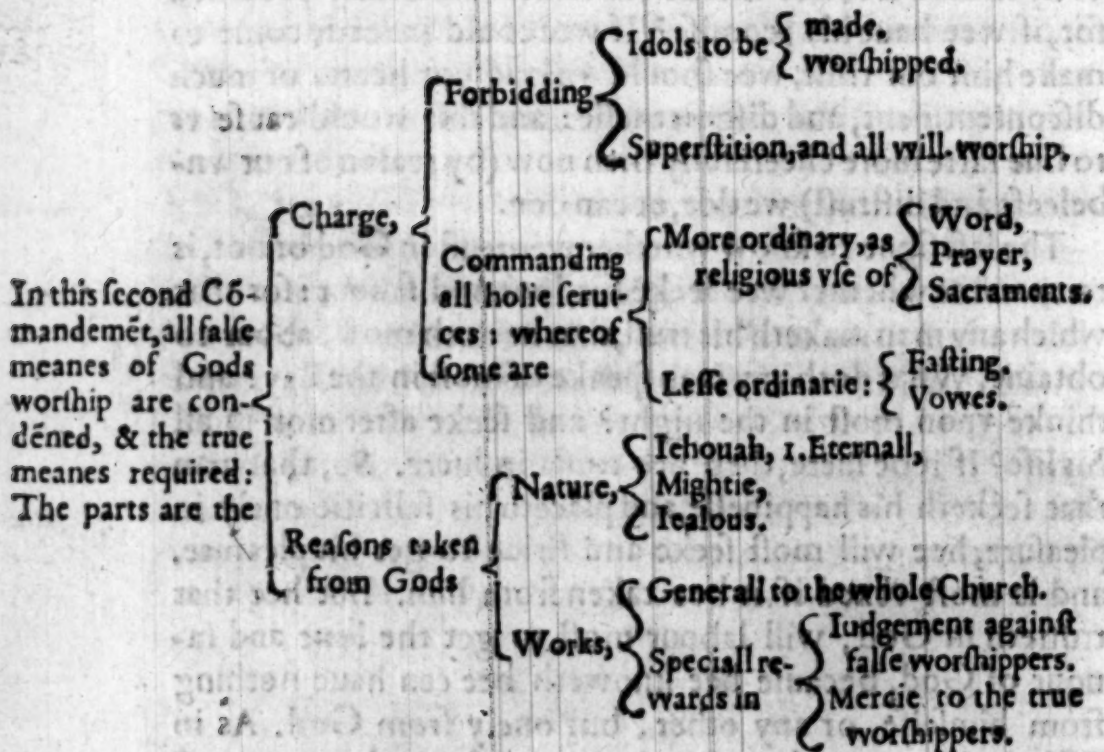 In this ſecond Cō-
mandemēt, all falſe
meanes of Gods
worſhip are con-
dēned, & the true
meanes required:
The parts are the
Charge,
Forbidding
Idols to be
made.
worſhipped.
Superſtition, and all will-worſhip.
Commanding
all holie ſerui-
ces: whereof
ſome are
More ordinary, as
religious vſe of
Word,
Prayer,
Sacraments.
Leſſe ordinarie:
Faſting.
Vowes.
Reaſons taken
from Gods
Nature,
Iehouah, 1. Eternall,
Mightie,
Iealous.
Works,
Generall to the whole Church.
Speciall re-
wards in
Iudgement againſt
falſe worſhippers.
Mercie to the true
worſhippers.